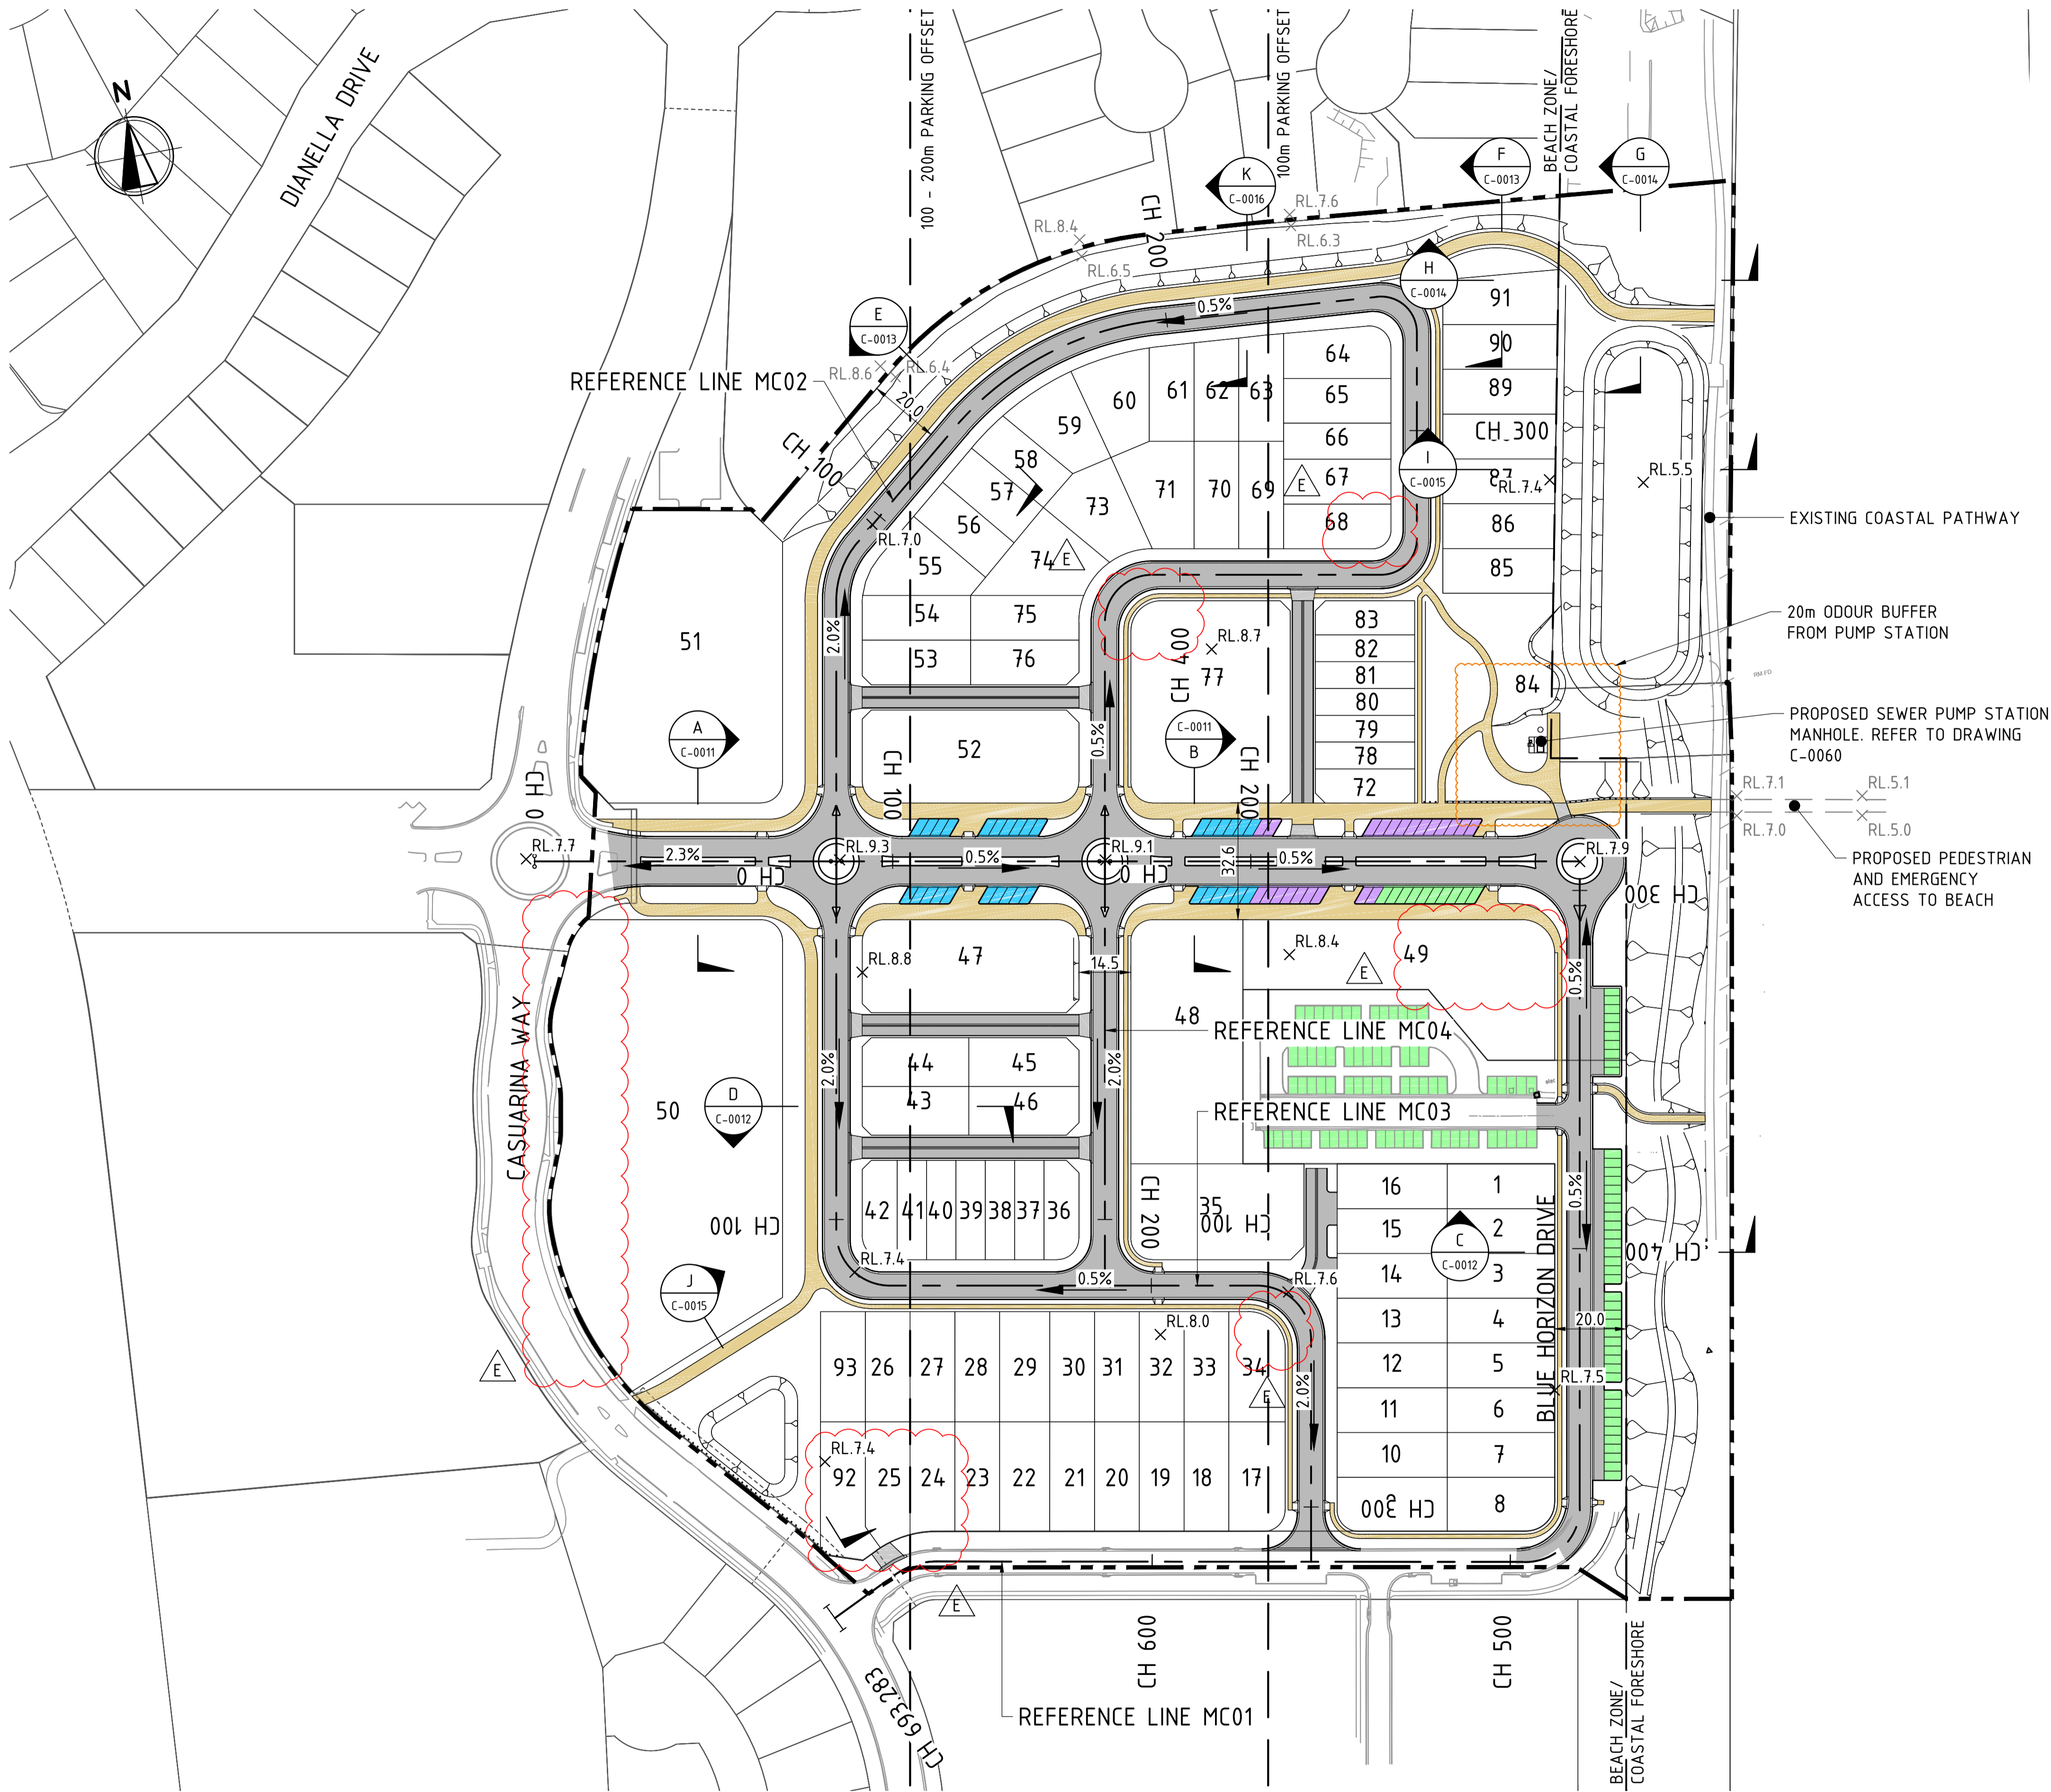 N
DIANELLA DRIVE
100 - 200m PARKING OFFSET
100m PARKING OFFSET
BEACH ZONE/
COASTAL FORESHORE
K
C-0016
F
C-0013
G
C-0014
CH 200
RL.7.6
RL.6.3
RL.8.4
RL.6.5
H
C-0014
E
C-0013
RL.8.6
RL.6.4
20.0
REFERENCE LINE MC02
CH 100
0.5%
91
90
89
CH 300
87
RL.7.4
86
85
RL.5.5
64
65
66
67
68
I
C-0015
E
61
62
63
60
59
58
57
56
55
73
74
E
71
70
69
RL.7.0
EXISTING COASTAL PATHWAY
20m ODOUR BUFFER
FROM PUMP STATION
PROPOSED SEWER PUMP STATION
MANHOLE. REFER TO DRAWING
C-0060
RM FD
51
2.0%
54
75
53
76
52
CH 400
RL.8.7
77
83
82
81
80
79
78
72
84
A
C-0011
C-0011
B
0.5%
CH 0
CH 100
CH 200
RL.7.7
2.3%
RL.9.3
CH 0
0.5%
RL.9.1
CH 0
32.6
0.5%
RL.7.9
CH 300
RL.7.1
RL.5.1
RL.7.0
RL.5.0
PROPOSED PEDESTRIAN
AND EMERGENCY
ACCESS TO BEACH
47
RL.8.8
14.5
RL.8.4
49
E
0.5%
CASUARINA WAY
48
REFERENCE LINE MC04
2.0%
44
45
43
46
2.0%
50
D
C-0012
REFERENCE LINE MC03
CH 100
42
41
40
39
38
37
36
CH 200
35
CH 100
16
1
15
2
14
3
13
4
12
5
11
6
10
7
8
CH 300
C
C-0012
BLUE HORIZON DRIVE
0.5%
CH 400
20.0
RL.7.5
J
C-0015
RL.7.4
0.5%
RL.7.6
RL.8.0
E
93
26
27
28
29
30
31
32
33
34
E
2.0%
RL.7.4
92
25
24
23
22
21
20
19
18
17
E
CH 600
CH 500
CH 693.283
REFERENCE LINE MC01
BEACH ZONE/
COASTAL FORESHORE